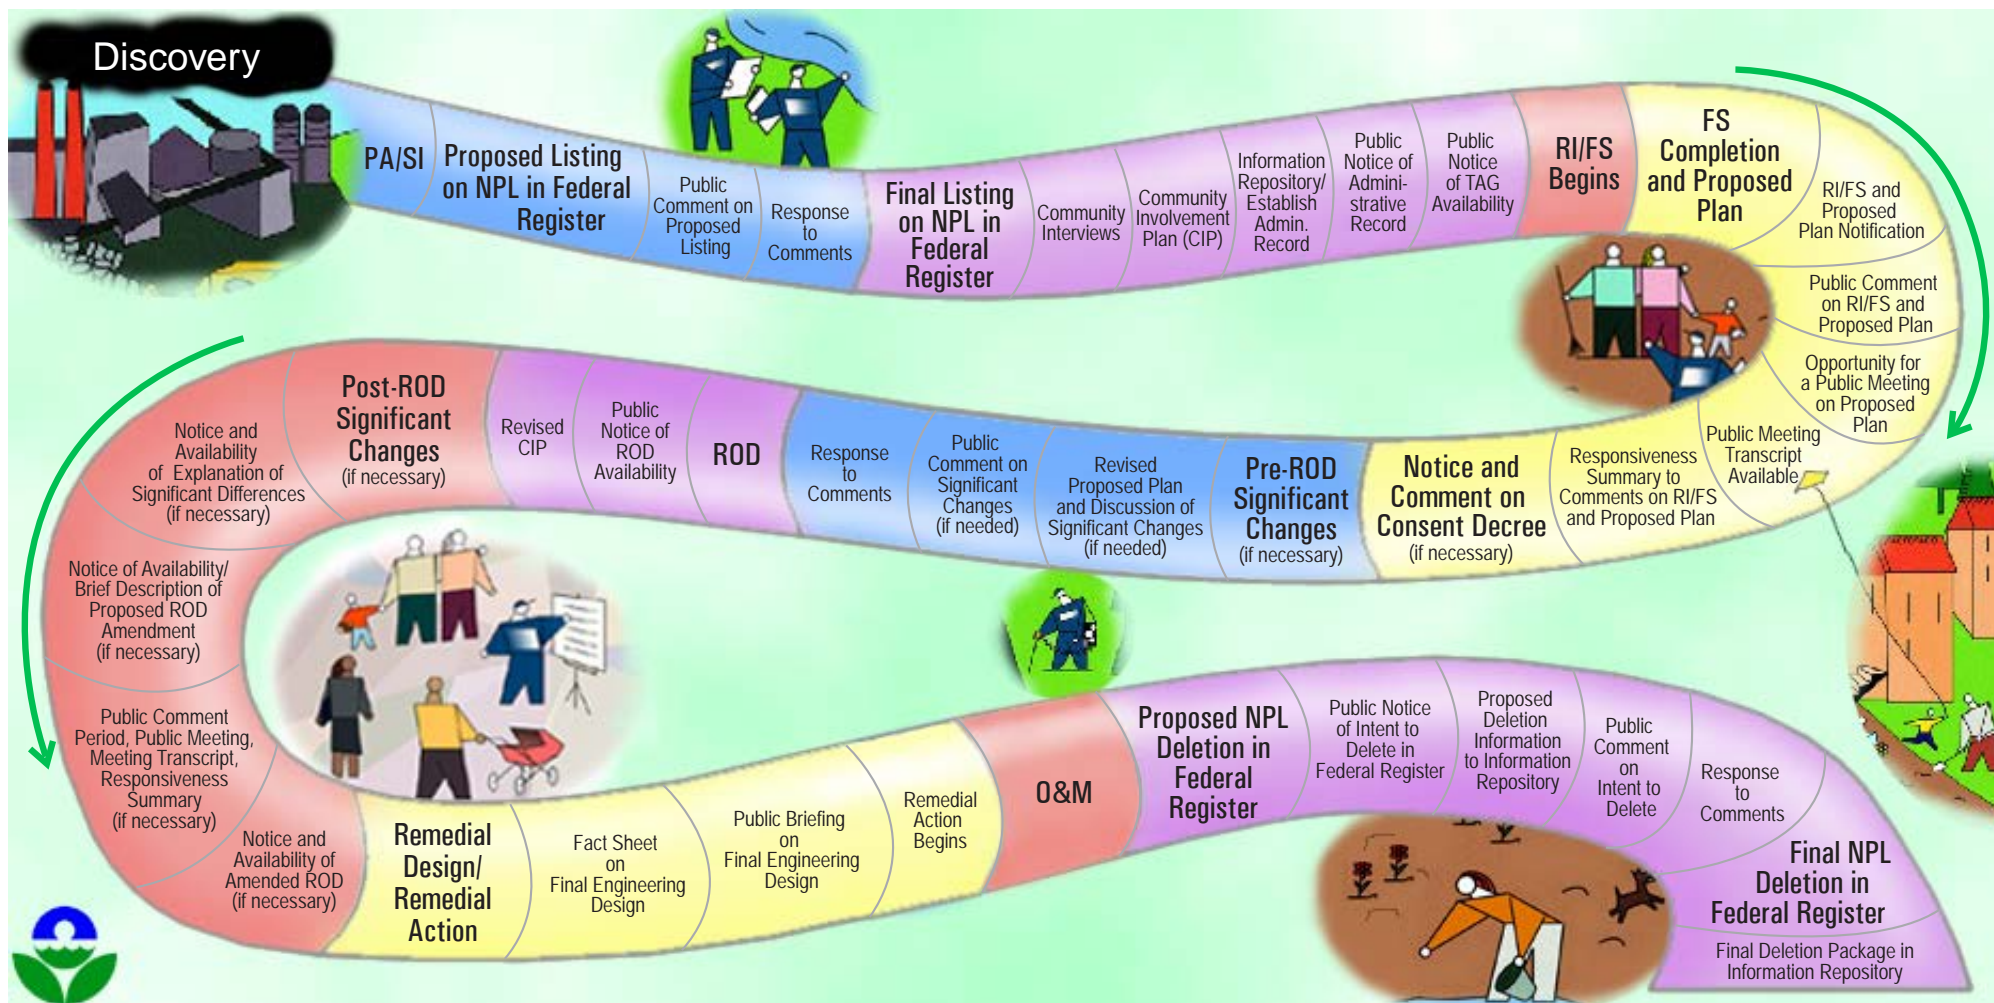 Discovery
PA/SI
Proposed Listing
on NPL in Federal
Register
Public
Comment on
Proposed
Listing
Response
to
Comments
Final Listing
on NPL in
Federal
Register
Community
Interviews
Community
Involvement
Plan (CIP)
Information
Repository/
Establish
Admin.
Record
Public
Notice of
Admini-
strative
Record
Public
Notice
of TAG
Availability
RI/FS
Begins
FS
Completion
and Proposed
Plan
RI/FS and
Proposed
Plan Notification
Public Comment
on RI/FS and
Proposed Plan
Opportunity for
a Public Meeting
on Proposed
Plan
Public Meeting
Transcript
Available
Responsiveness
Summary to
Comments on RI/FS
and Proposed Plan
Notice and
Comment on
Consent Decree
(if necessary)
Pre-ROD
Significant
Changes
(if necessary)
Revised
Proposed Plan
and Discussion of
Significant Changes
(if needed)
Public
Comment on
Significant
Changes
(if needed)
Response
to
Comments
ROD
Public
Notice of
ROD
Availability
Revised
CIP
Post-ROD
Significant
Changes
(if necessary)
Notice and
Availability
of Explanation of
Significant Differences
(if necessary)
Notice of Availability/
Brief Description of
Proposed ROD
Amendment
(if necessary)
Public Comment
Period, Public Meeting,
Meeting Transcript,
Responsiveness
Summary
(if necessary)
Notice and
Availability of
Amended ROD
(if necessary)
Remedial
Design/
Remedial
Action
Fact Sheet
on
Final Engineering
Design
Public Briefing
on
Final Engineering
Design
Remedial
Action
Begins
O&M
Proposed NPL
Deletion in
Federal
Register
Public Notice
of Intent to
Delete in
Federal Register
Proposed
Deletion
Information
to Information
Repository
Public
Comment
on
Intent to
Delete
Response
to
Comments
Final NPL
Deletion in
Federal Register
Final Deletion Package in
Information Repository